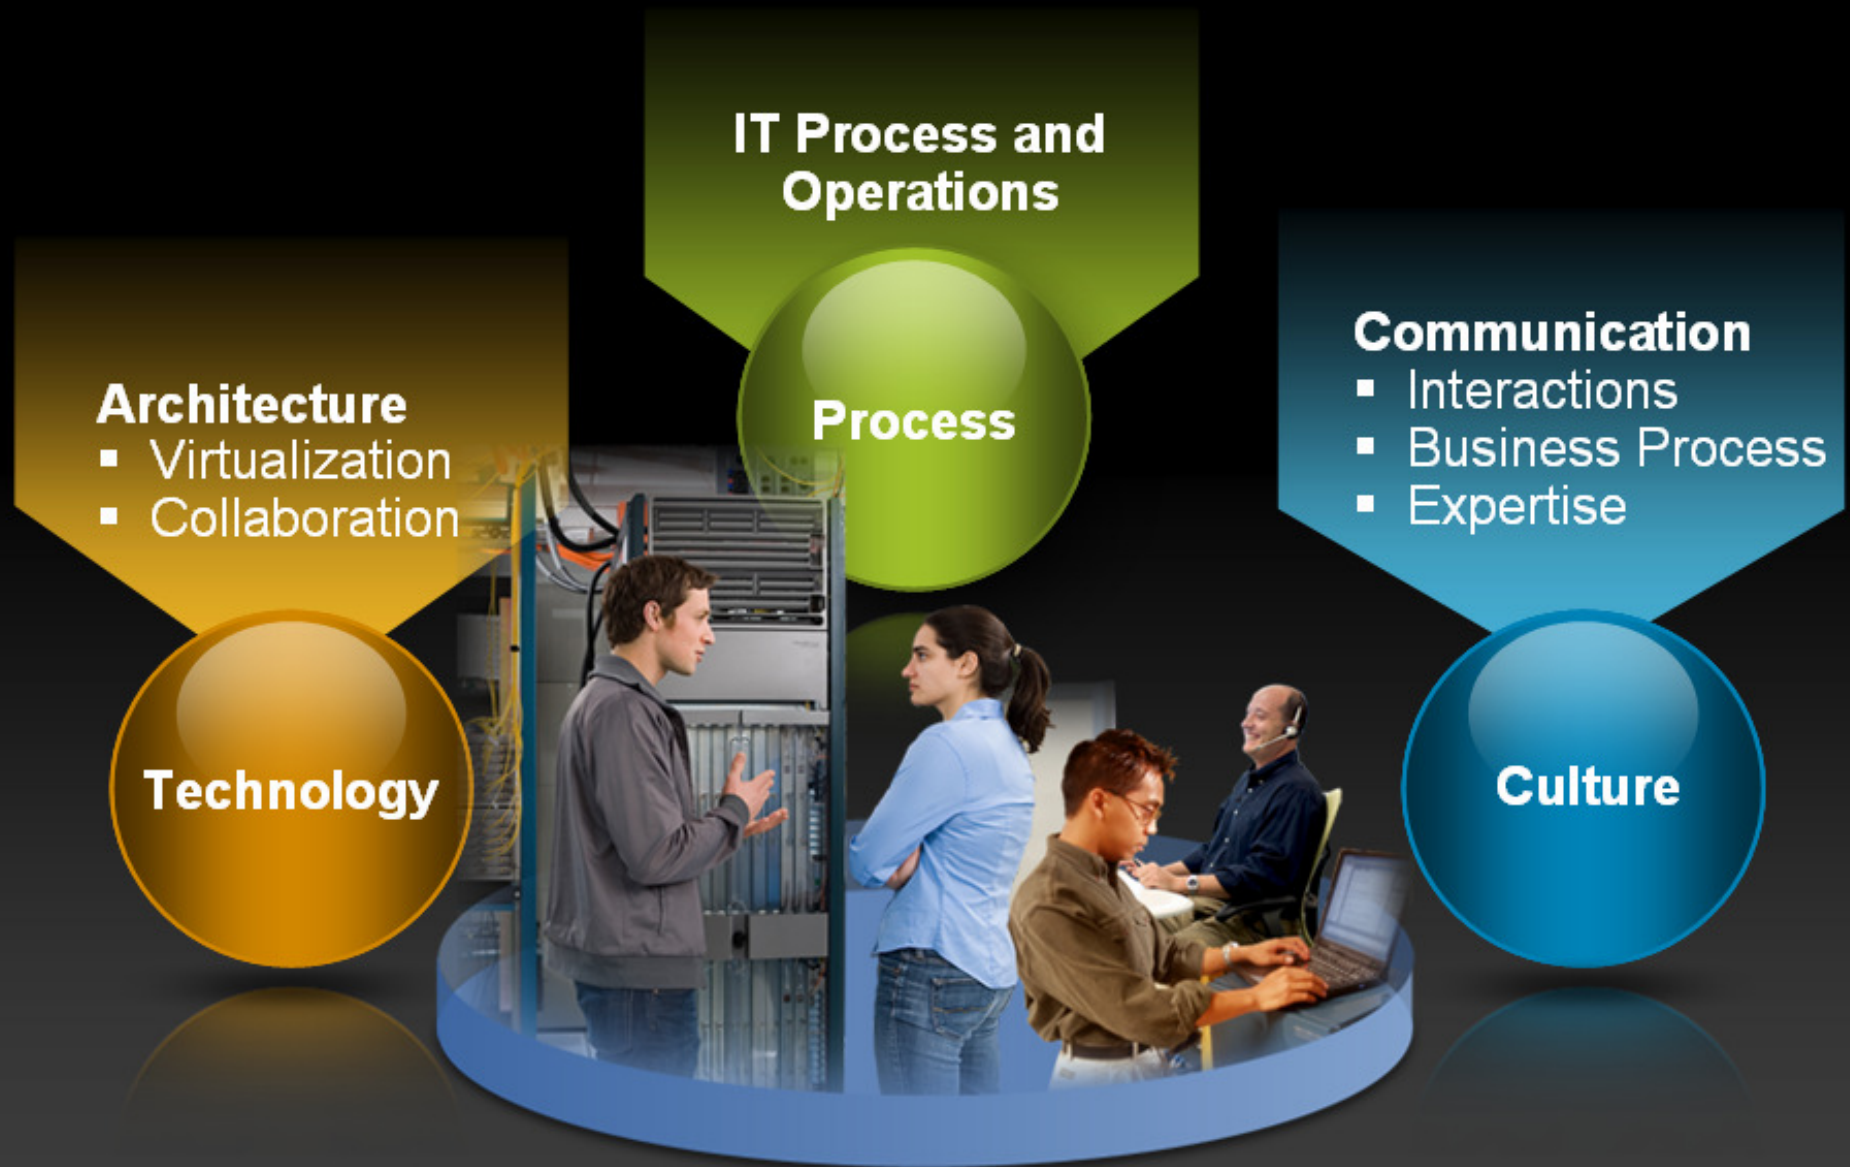 IT Process and
Operations
Process
Architecture
▪ Virtualization
▪ Collaboration
Technology
Communication
▪ Interactions
▪ Business Process
▪ Expertise
Culture